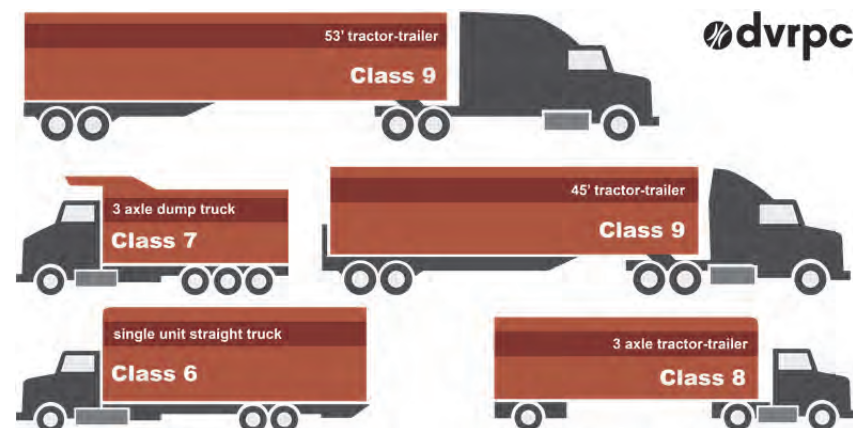 53' tractor-trailer
Class 9
dvrpc
3 axle dump truck
Class 7
45' tractor-trailer
Class 9
single unit straight truck
Class 6
3 axle tractor-trailer
Class 8